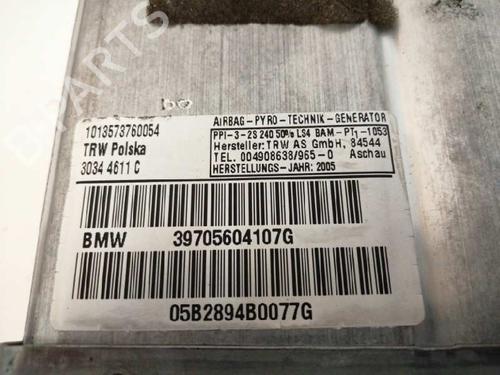 B PARTS
1013573760054
TRW Polska
3034 4611 C
AIRBAG-PYRO-TECHNIK-GENERATOR
PPI-3-2S 240 50% LS4 BAM-PT1-1053
Hersteller: TRW AS GmbH, 84544
TEL. 004908638/965-0 Aschau
HERSTELLUNGS-JAHR: 2005
BMW 39705604107G
05B2894B0077G